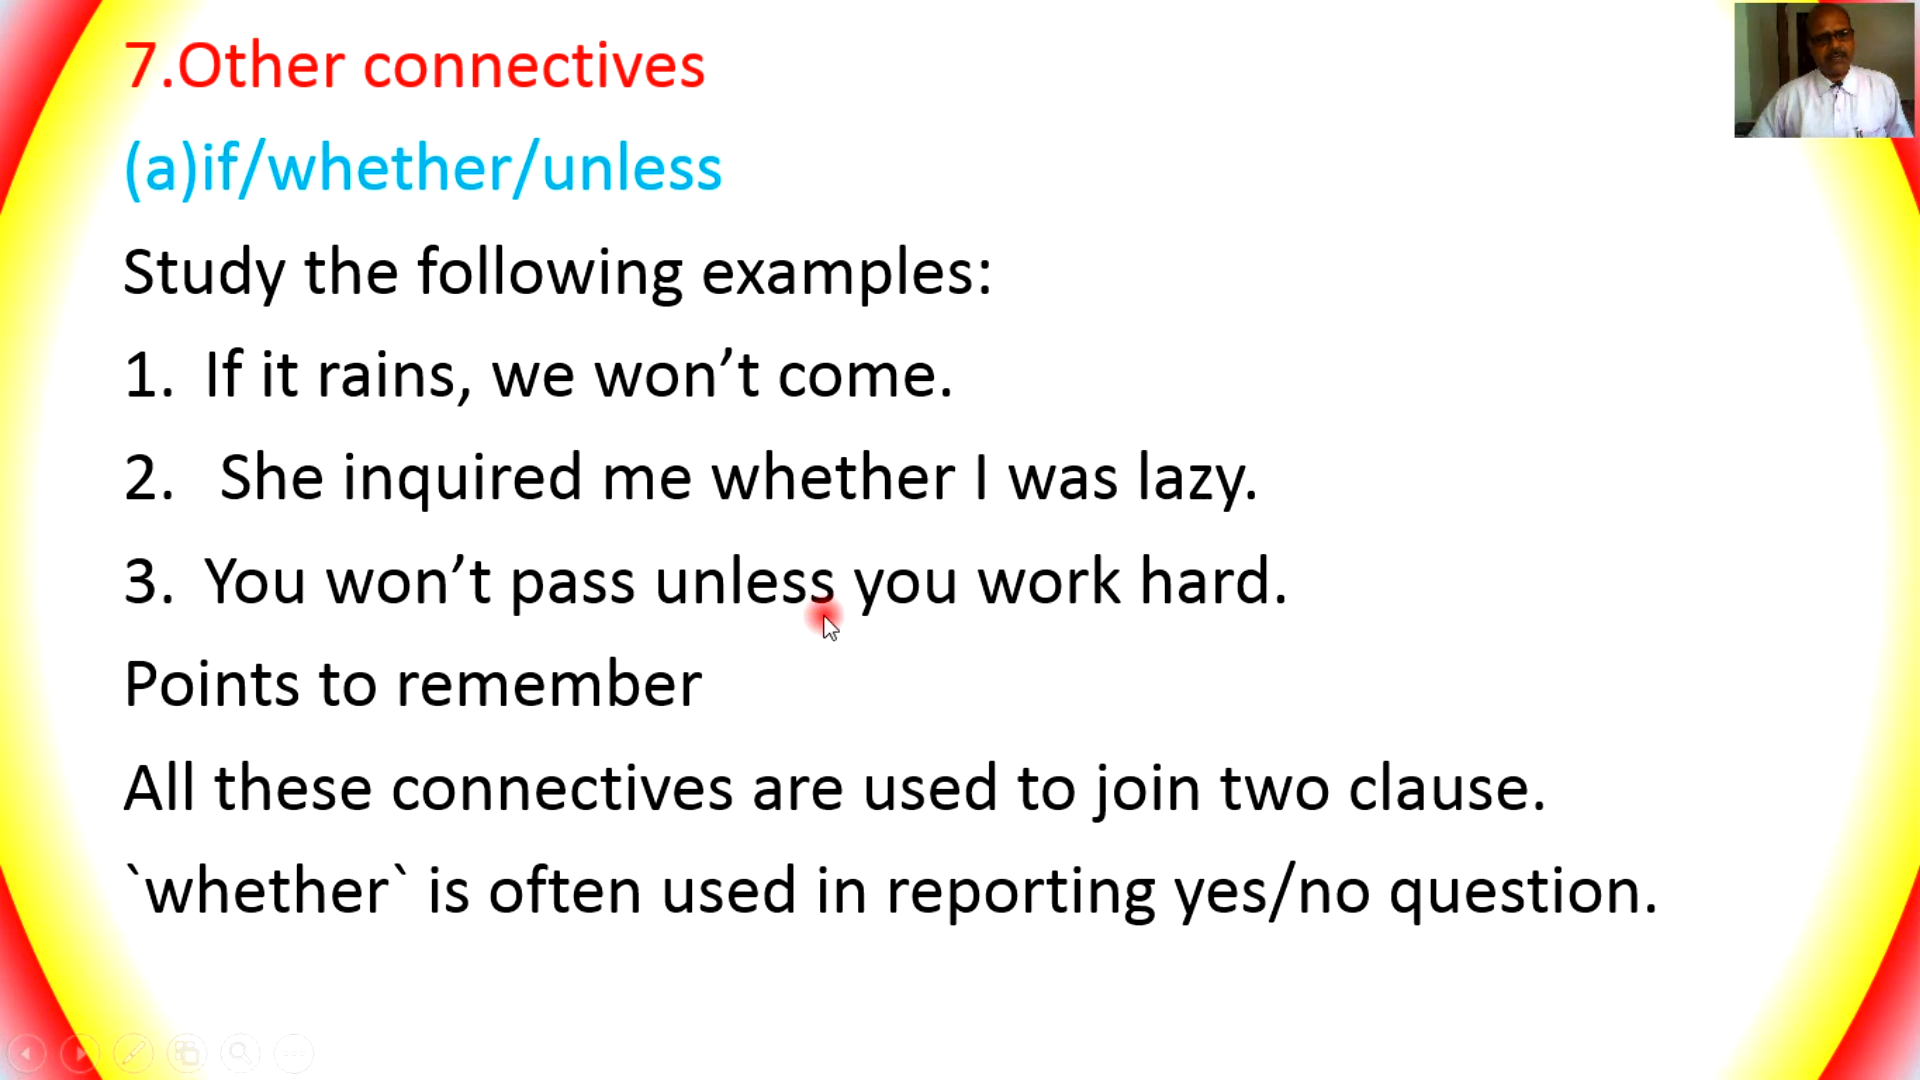 7.Other connectives
(a)if/whether/unless
Study the following examples:
1. If it rains, we won’t come.
2. She inquired me whether I was lazy.
3. You won’t pass unless you work hard.
Points to remember
All these connectives are used to join two clause.
`whether` is often used in reporting yes/no question.